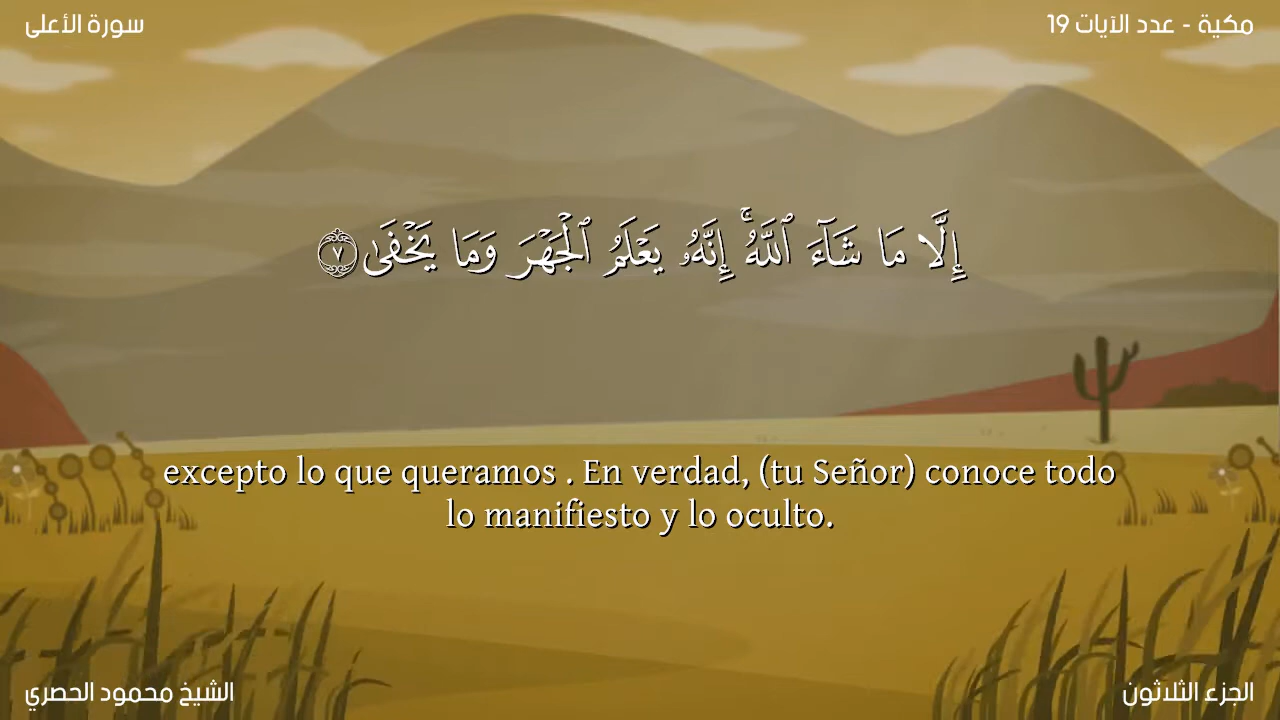 سورة الأعلى
مكية - عدد الآيات 19
إِلَّا مَا شَآءَ ٱللَّهُۚ إِنَّهُۥ يَعْلَمُ ٱلْجَهْرَ وَمَا يَخْفَىٰ ٧
excepto lo que queramos . En verdad, (tu Señor) conoce todo
lo manifiesto y lo oculto.
الشيخ محمود الحصري
الجزء الثلاثون